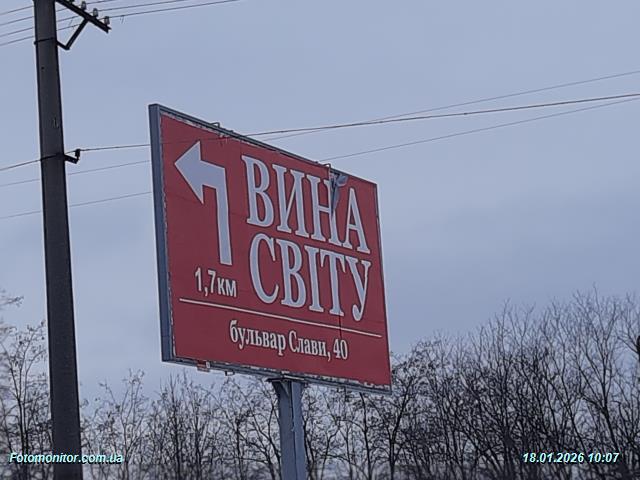 ВИНА
СВІТУ
1,7км
бульвар Слави, 40
Fotomonitor.com.ua
18.01.2026 10:07